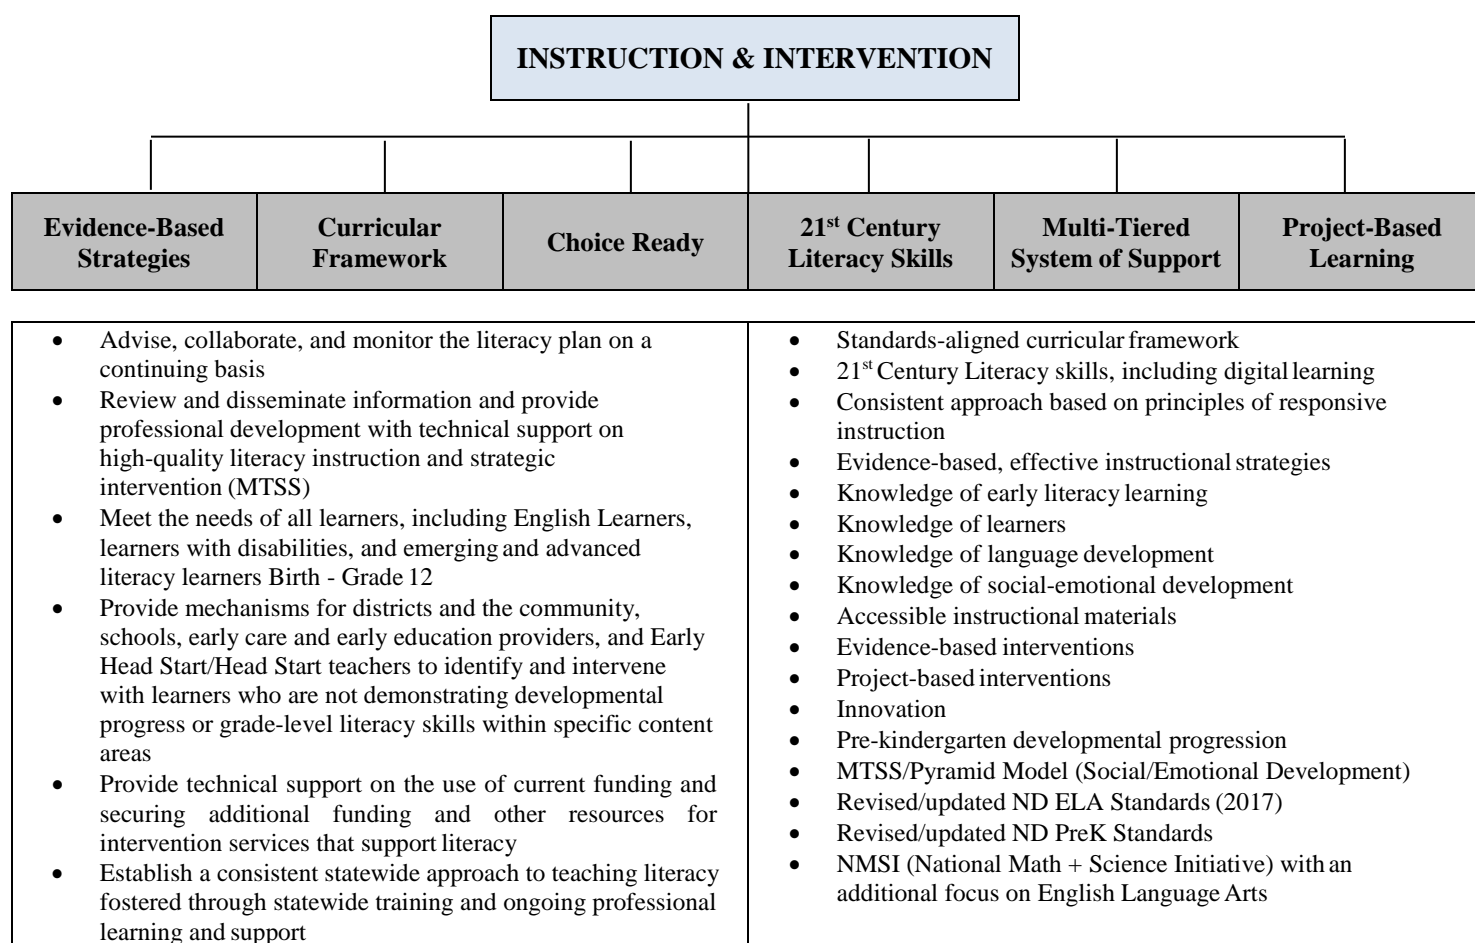 INSTRUCTION & INTERVENTION
Evidence-Based
Strategies
Curricular
Framework
Choice Ready
21st Century
Literacy Skills
Multi-Tiered
System of Support
Project-Based
Learning
• Advise, collaborate, and monitor the literacy plan on a
continuing basis
• Review and disseminate information and provide
professional development with technical support on
high-quality literacy instruction and strategic
intervention (MTSS)
• Meet the needs of all learners, including English Learners,
learners with disabilities, and emerging and advanced
literacy learners Birth - Grade 12
• Provide mechanisms for districts and the community,
schools, early care and early education providers, and Early
Head Start/Head Start teachers to identify and intervene
with learners who are not demonstrating developmental
progress or grade-level literacy skills within specific content
areas
• Provide technical support on the use of current funding and
securing additional funding and other resources for
intervention services that support literacy
• Establish a consistent statewide approach to teaching literacy
fostered through statewide training and ongoing professional
learning and support
• Standards-aligned curricular framework
• 21st Century Literacy skills, including digital learning
• Consistent approach based on principles of responsive
instruction
• Evidence-based, effective instructional strategies
• Knowledge of early literacy learning
• Knowledge of learners
• Knowledge of language development
• Knowledge of social-emotional development
• Accessible instructional materials
• Evidence-based interventions
• Project-based interventions
• Innovation
• Pre-kindergarten developmental progression
• MTSS/Pyramid Model (Social/Emotional Development)
• Revised/updated ND ELA Standards (2017)
• Revised/updated ND PreK Standards
• NMSI (National Math + Science Initiative) with an
additional focus on English Language Arts